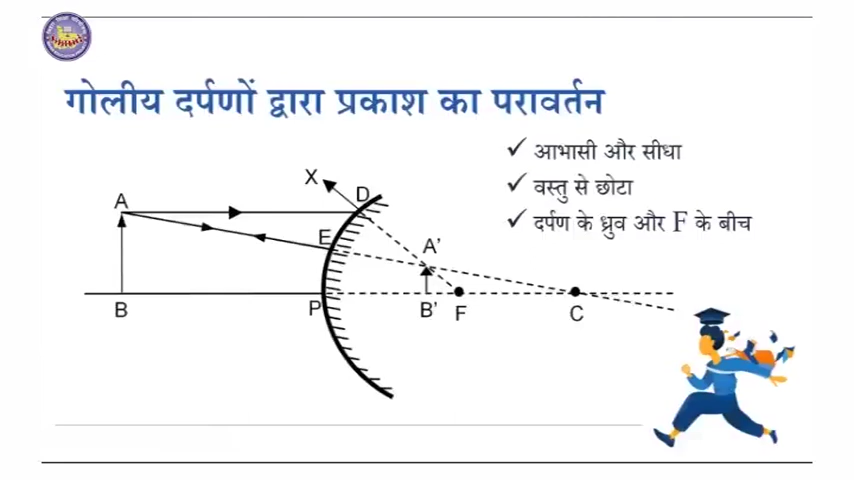 गोलीय दर्पणों द्वारा प्रकाश का परावर्तन
✓ आभासी और सीधा
✓ वस्तु से छोटा
✓ दर्पण के ध्रुव और F के बीच
X
D
A
E
A'
B
P
B'
F
C